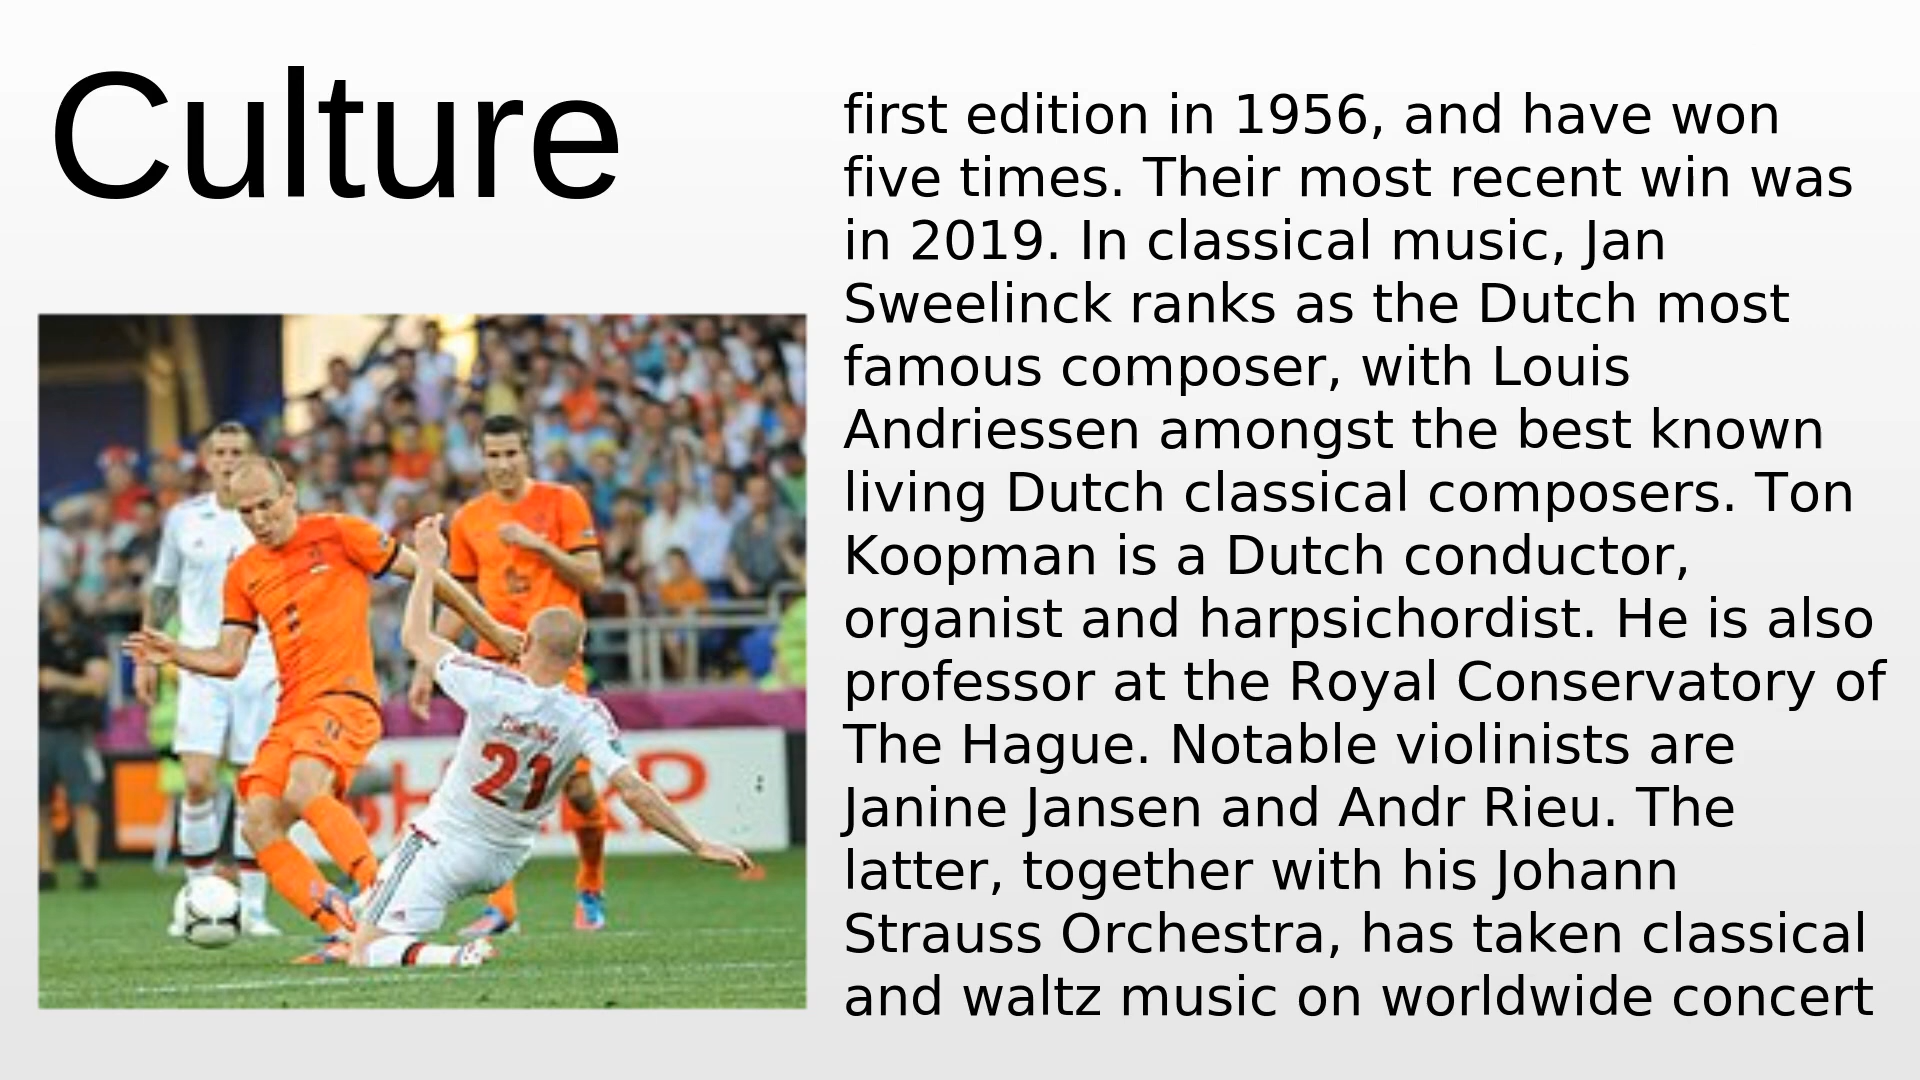 Culture
first edition in 1956, and have won
five times. Their most recent win was
in 2019. In classical music, Jan
Sweelinck ranks as the Dutch most
famous composer, with Louis
Andriessen amongst the best known
living Dutch classical composers. Ton
Koopman is a Dutch conductor,
organist and harpsichordist. He is also
professor at the Royal Conservatory of
The Hague. Notable violinists are
Janine Jansen and Andr Rieu. The
latter, together with his Johann
Strauss Orchestra, has taken classical
and waltz music on worldwide concert
21